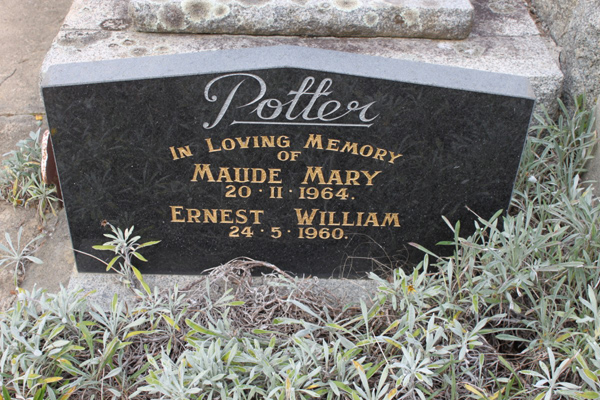 Potter
IN LOVING MEMORY
OF
MAUDE MARY
20·11·1964.
ERNEST WILLIAM
24·5·1960.